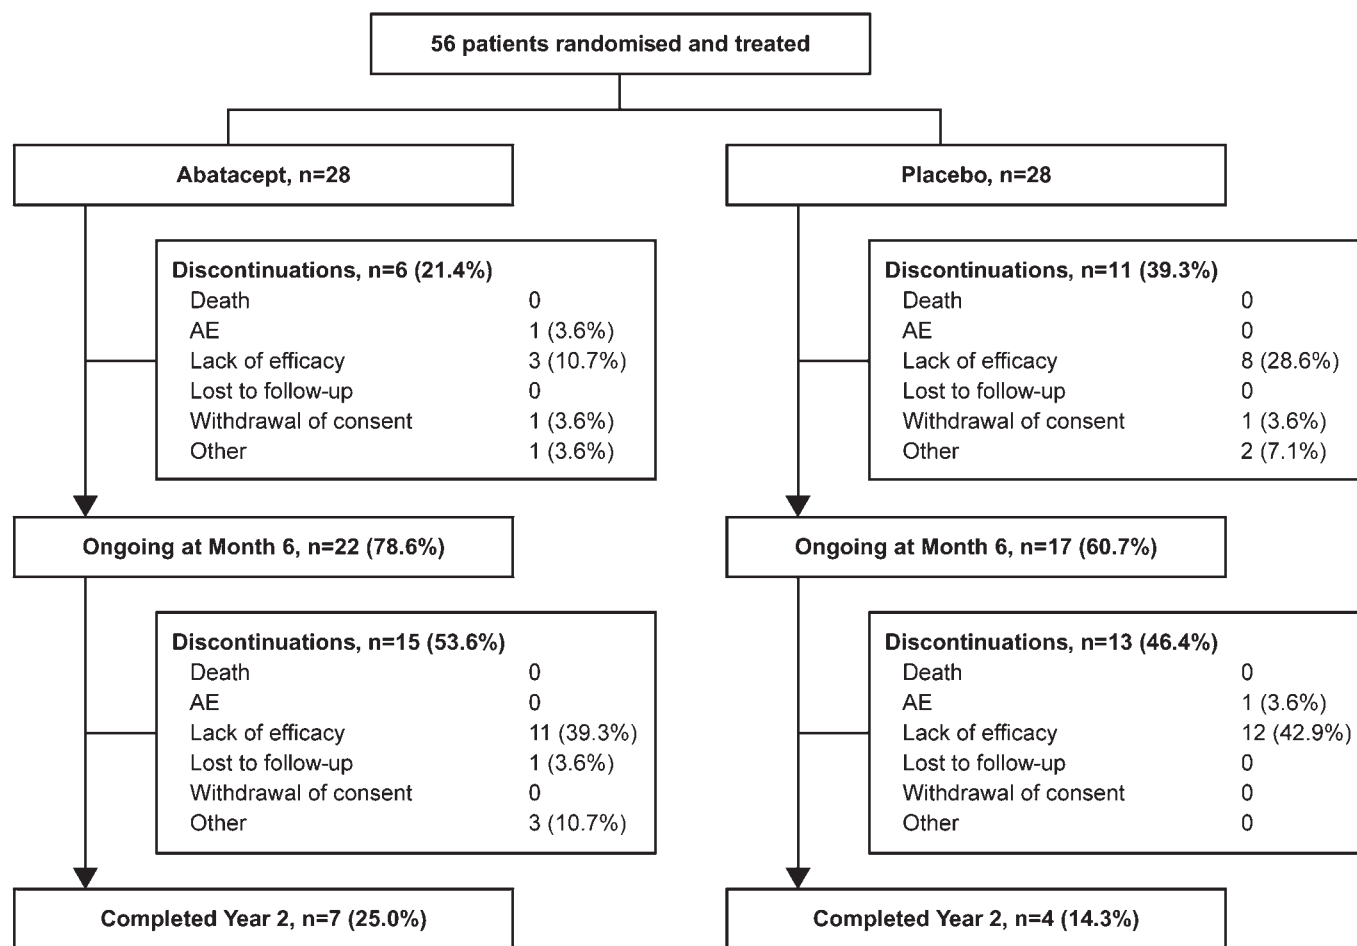 56 patients randomised and treated
Abatacept, n=28
Discontinuations, n=6 (21.4%)
Death 0
AE 1 (3.6%)
Lack of efficacy 3 (10.7%)
Lost to follow-up 0
Withdrawal of consent 1 (3.6%)
Other 1 (3.6%)
Ongoing at Month 6, n=22 (78.6%)
Discontinuations, n=15 (53.6%)
Death 0
AE 0
Lack of efficacy 11 (39.3%)
Lost to follow-up 1 (3.6%)
Withdrawal of consent 0
Other 3 (10.7%)
Completed Year 2, n=7 (25.0%)
Placebo, n=28
Discontinuations, n=11 (39.3%)
Death 0
AE 0
Lack of efficacy 8 (28.6%)
Lost to follow-up 0
Withdrawal of consent 1 (3.6%)
Other 2 (7.1%)
Ongoing at Month 6, n=17 (60.7%)
Discontinuations, n=13 (46.4%)
Death 0
AE 1 (3.6%)
Lack of efficacy 12 (42.9%)
Lost to follow-up 0
Withdrawal of consent 0
Other 0
Completed Year 2, n=4 (14.3%)